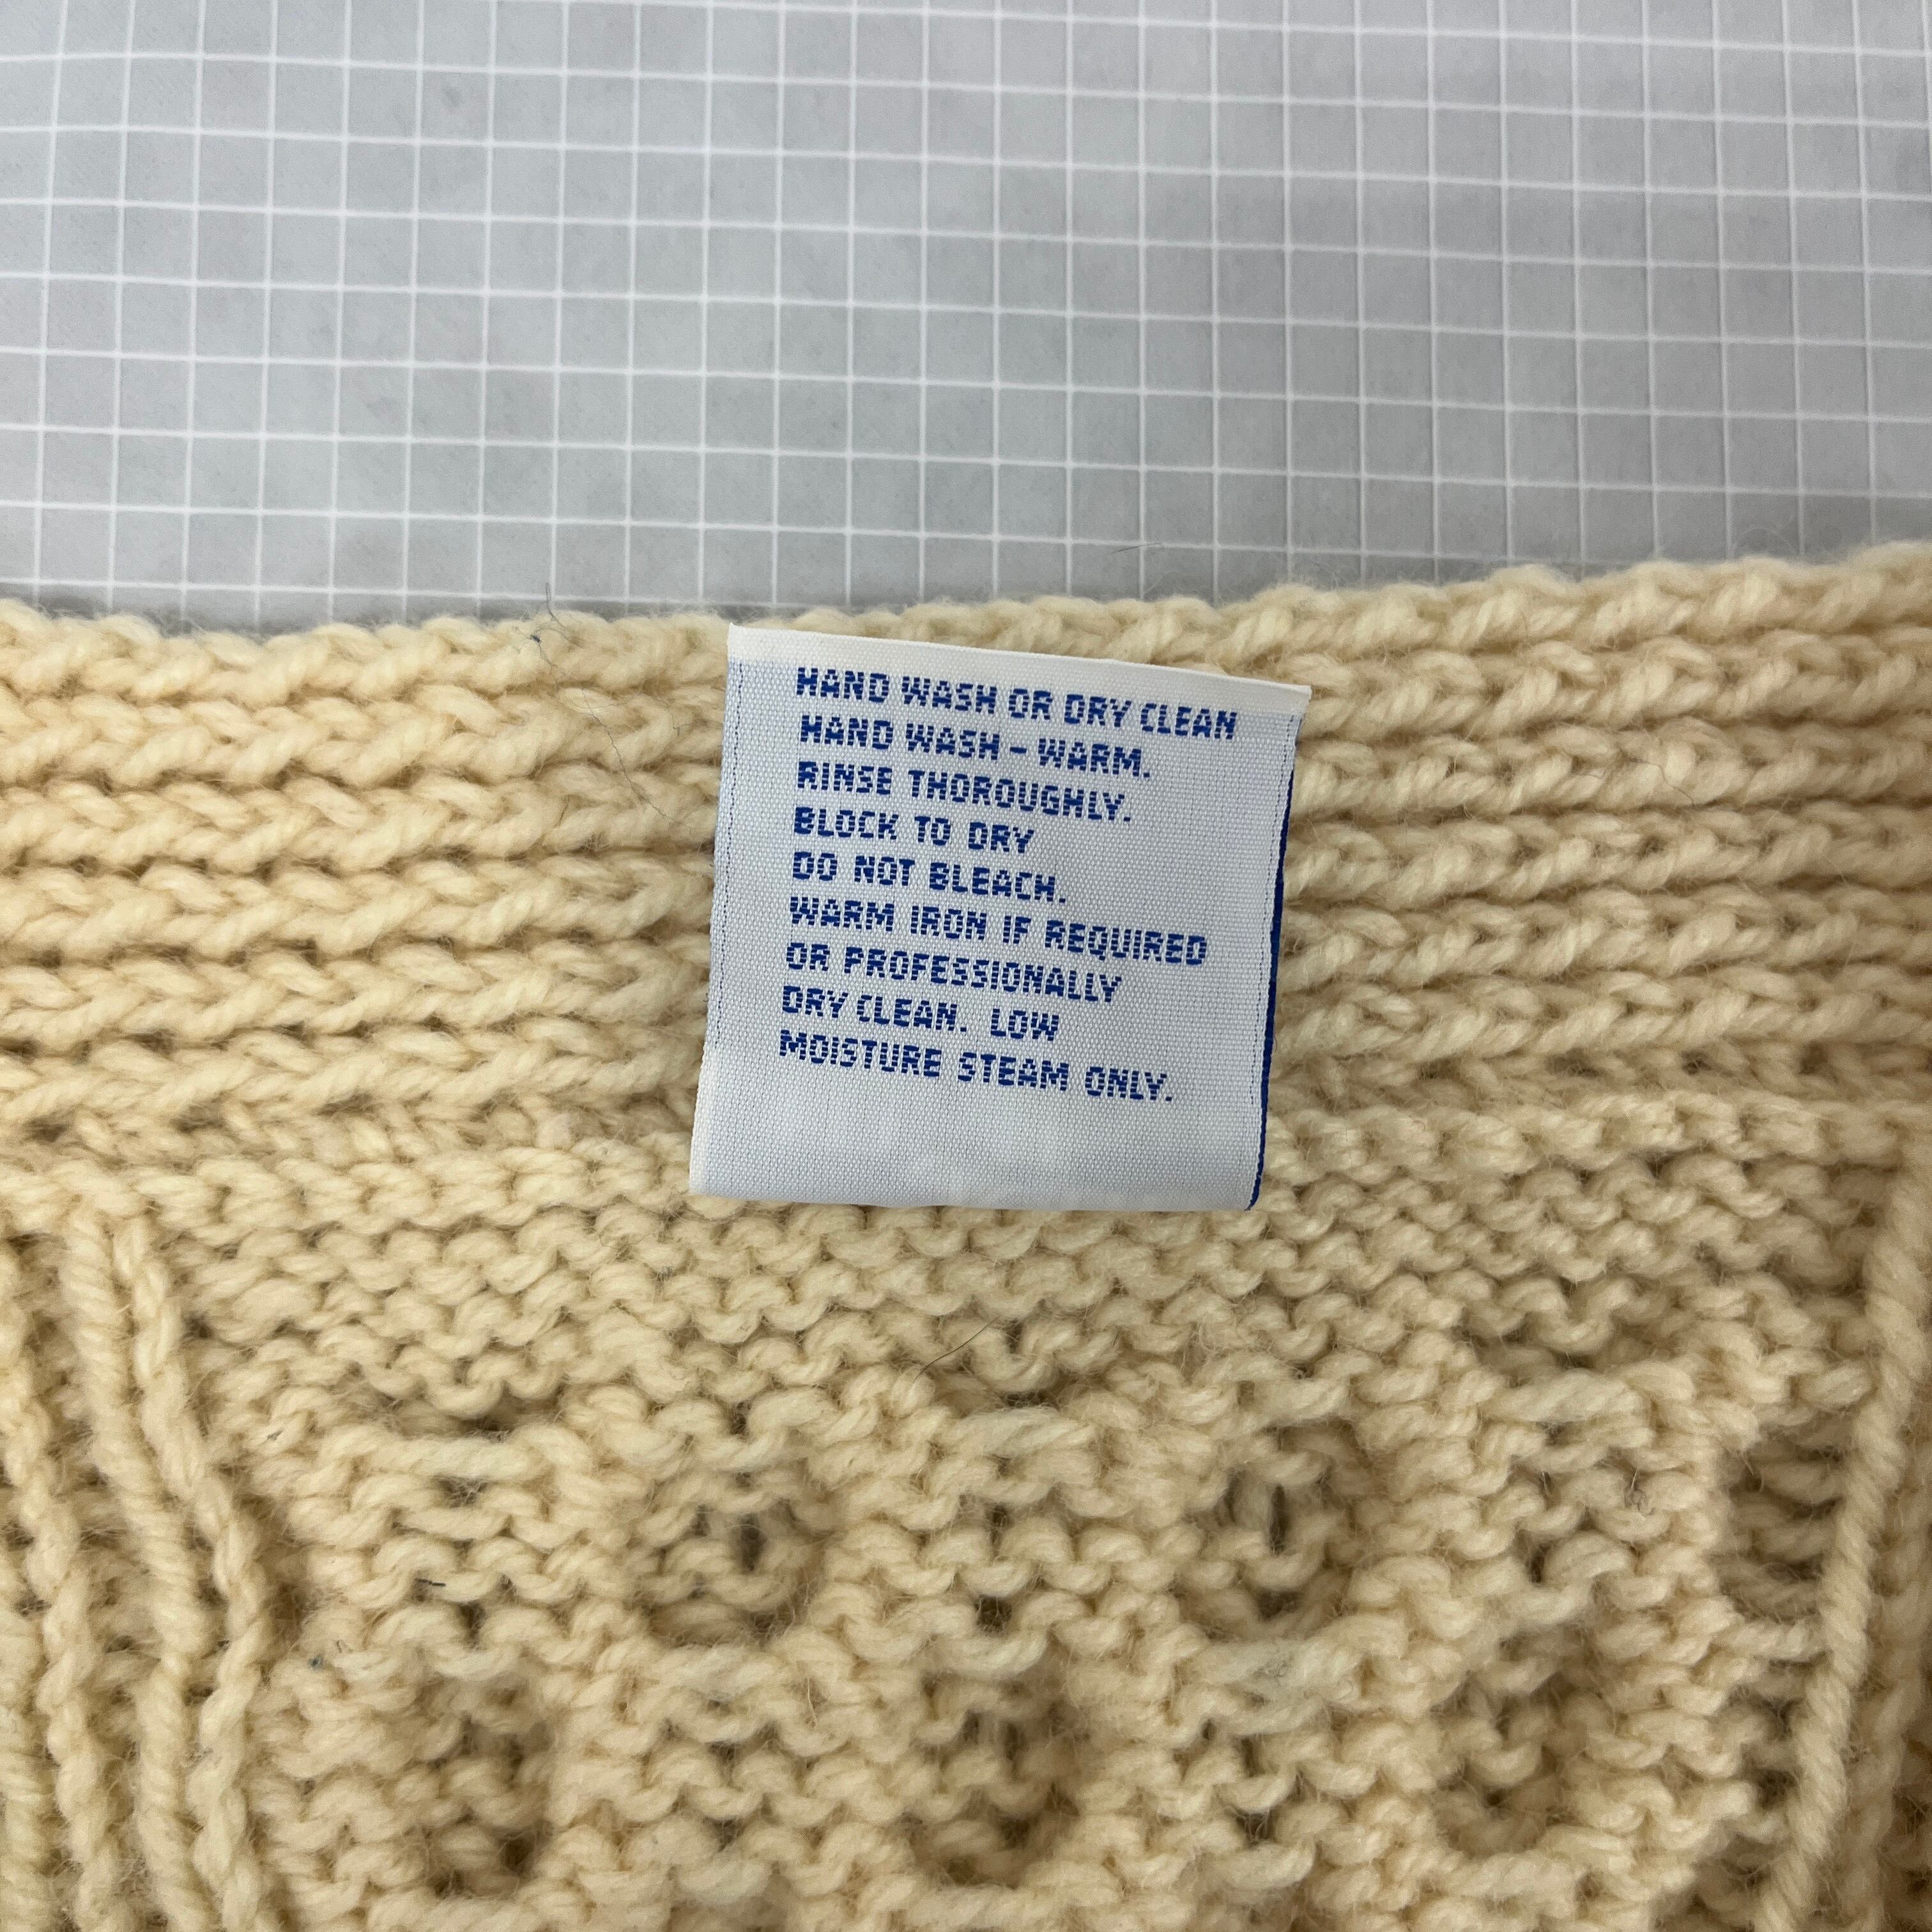 HAND WASH OR DRY CLEAN
HAND WASH – WARM.
RINSE THOROUGHLY.
BLOCK TO DRY
DO NOT BLEACH.
WARM IRON IF REQUIRED
OR PROFESSIONALLY
DRY CLEAN. LOW
MOISTURE STEAM ONLY.